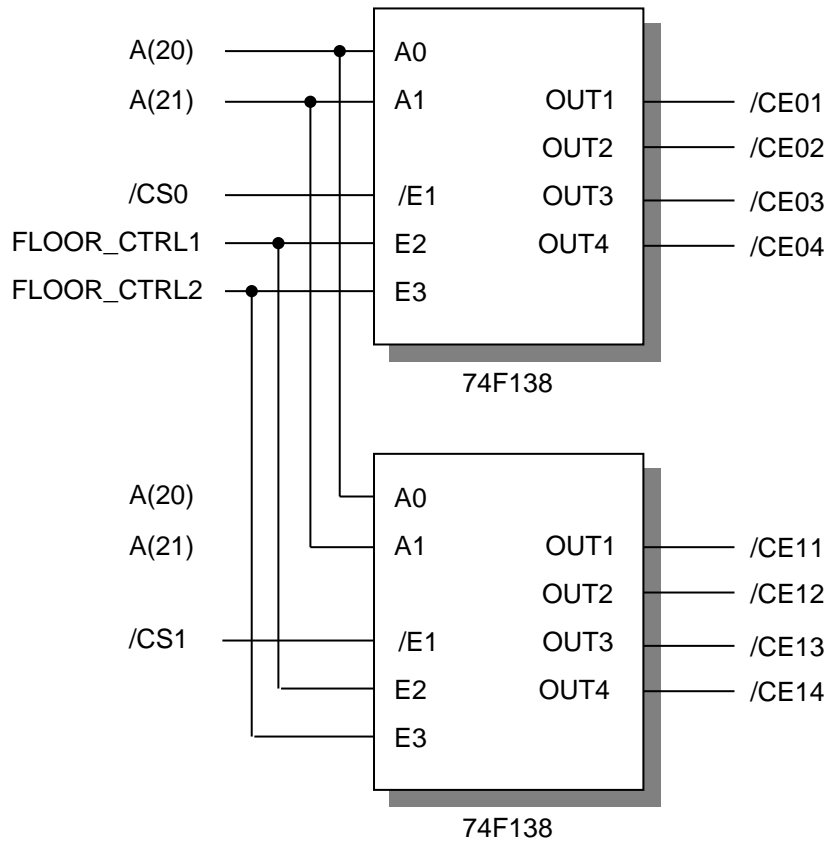 A(20) A0
A(21) A1 OUT1 /CE01
OUT2 /CE02
/CS0 /E1 OUT3 /CE03
FLOOR_CTRL1 E2 OUT4 /CE04
FLOOR_CTRL2 E3
74F138
A(20) A0
A(21) A1 OUT1 /CE11
OUT2 /CE12
/CS1 /E1 OUT3 /CE13
E2 OUT4 /CE14
E3
74F138